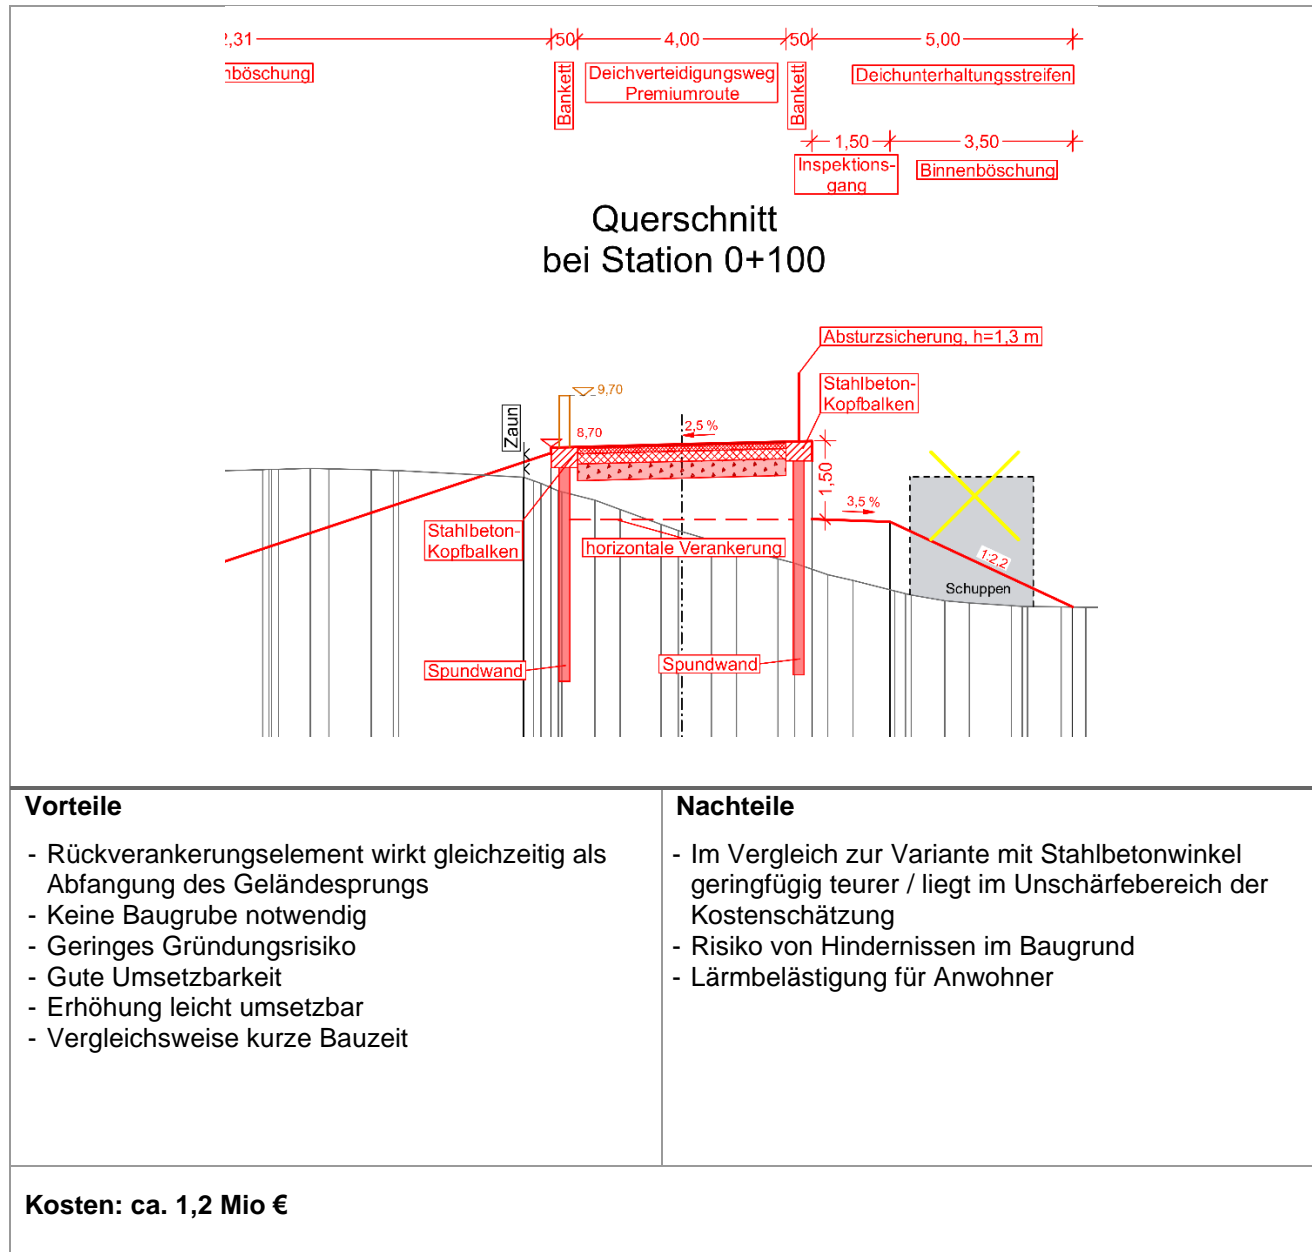 2,31
50
4,00
50
5,00
nböschung
Bankett
Deichverteidigungsweg
Premiumroute
Bankett
Deichunterhaltungsstreifen
1,50
3,50
Inspektions-
gang
Binnenböschung
Querschnitt
bei Station 0+100
Absturzsicherung, h=1,3 m
Stahlbeton-
Kopfbalken
9,70
Zaun
8,70
2,5 %
1,50
3,5 %
Stahlbeton-
Kopfbalken
horizontale Verankerung
1:2,2
Schuppen
Spundwand
Spundwand
Vorteile
- Rückverankerungselement wirkt gleichzeitig als
Abfangung des Geländesprungs
- Keine Baugrube notwendig
- Geringes Gründungsrisiko
- Gute Umsetzbarkeit
- Erhöhung leicht umsetzbar
- Vergleichsweise kurze Bauzeit
Nachteile
- Im Vergleich zur Variante mit Stahlbetonwinkel
geringfügig teurer / liegt im Unschärfebereich der
Kostenschätzung
- Risiko von Hindernissen im Baugrund
- Lärmbelästigung für Anwohner
Kosten: ca. 1,2 Mio €